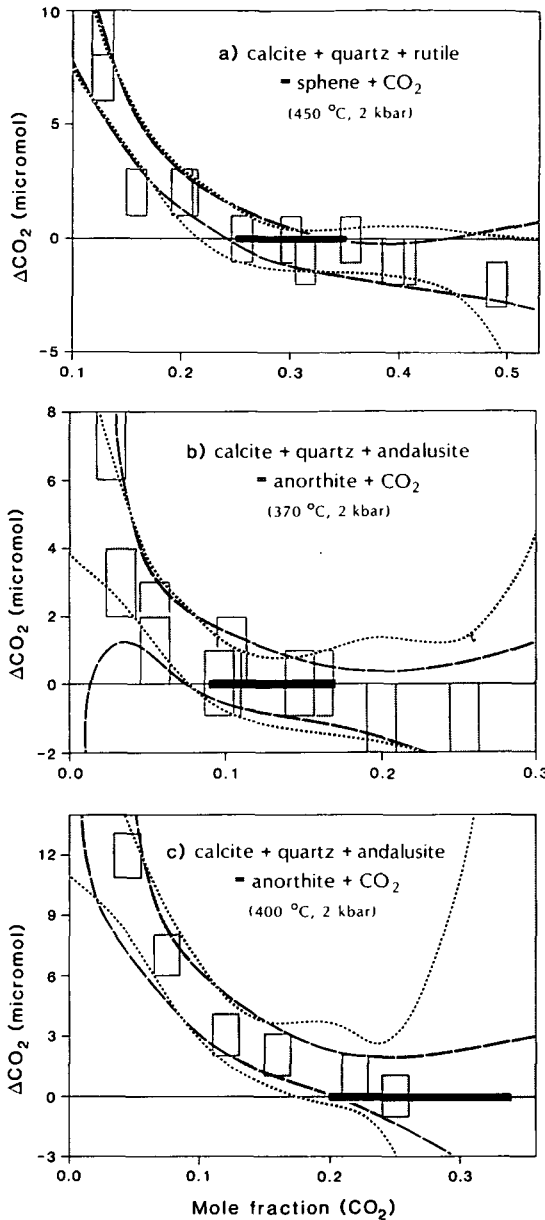 10
a) calcite + quartz + rutile
= sphene + CO2
(450 °C, 2 kbar)
5
0
-5
ΔCO2 (micromol)
0.1
0.2
0.3
0.4
0.5
8
b) calcite + quartz + andalusite
= anorthite + CO2
(370 °C, 2 kbar)
6
4
2
0
-2
ΔCO2 (micromol)
0.0
0.1
0.2
0.3
c) calcite + quartz + andalusite
= anorthite + CO2
(400 °C, 2 kbar)
12
9
6
3
0
-3
ΔCO2 (micromol)
0.0
0.1
0.2
0.3
Mole fraction (CO2)